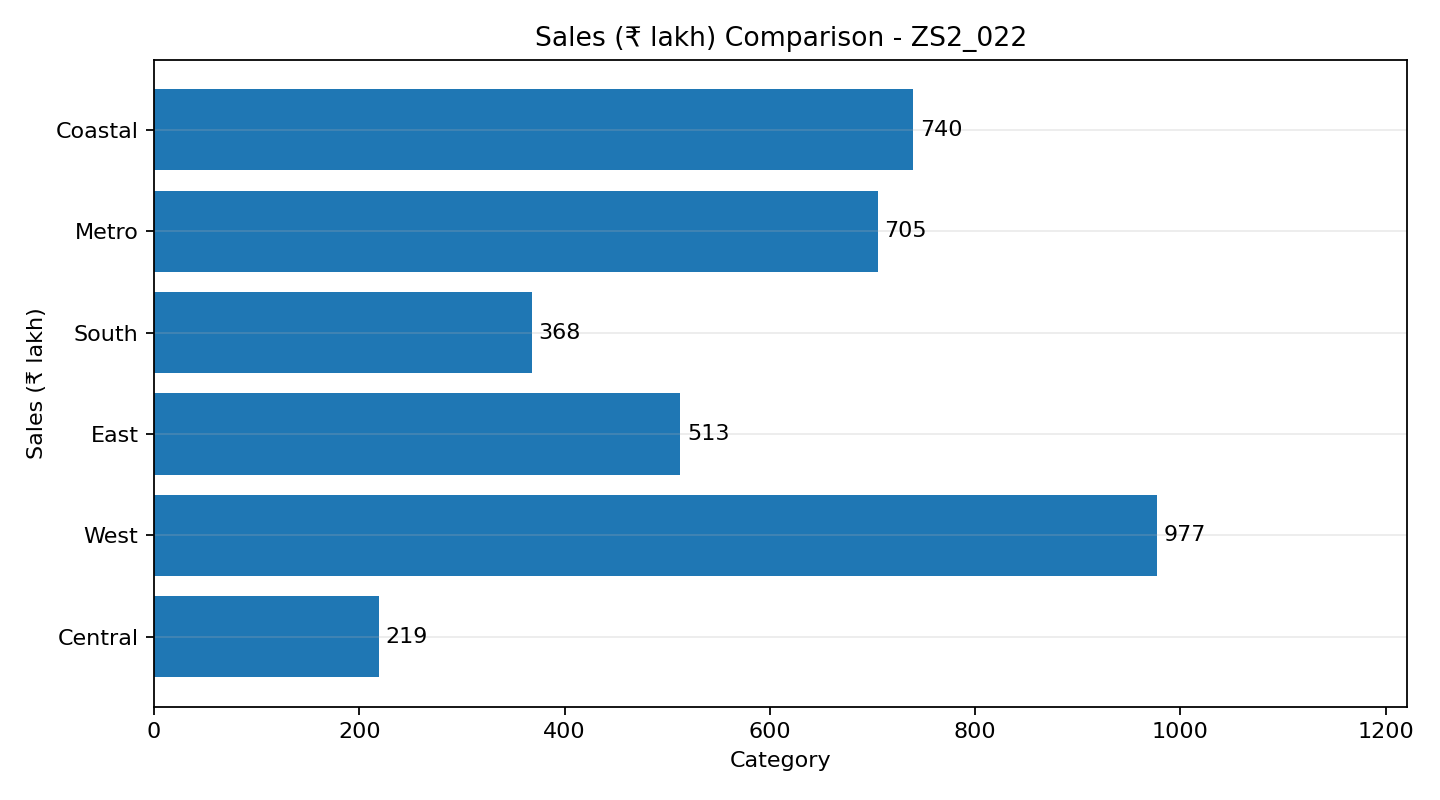 Sales (₹ lakh) Comparison - ZS2_022
Sales (₹ lakh)
Coastal 740
Metro 705
South 368
East 513
West 977
Central 219
0 200 400 600 800 1000 1200
Category